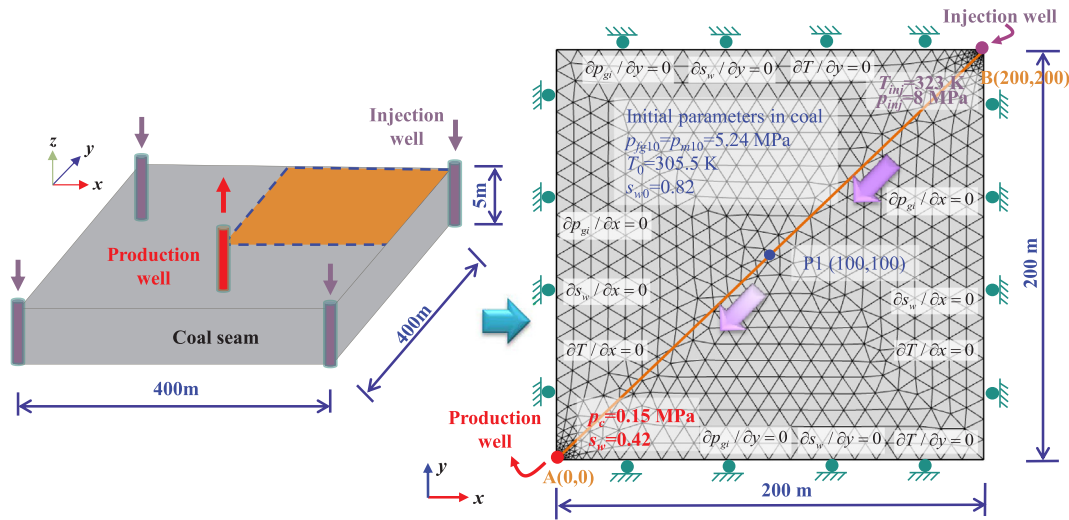 z
y
x
Injection
well
5m
Production
well
Coal seam
400m
400m
Injection well
∂p_gi/∂y=0 ∂s_w/∂y=0 ∂T/∂y=0
B(200,200)
T_inj=323 K
p_inj=8 MPa
Initial parameters in coal
p_fg10=p_m10=5.24 MPa
T_0=305.5 K
s_w0=0.82
∂p_gi/∂x=0
∂p_gi/∂x=0
P1 (100,100)
∂s_w/∂x=0
∂s_w/∂x=0
∂T/∂x=0
∂T/∂x=0
200 m
Production
well
p_c=0.15 MPa
s_w=0.42
∂p_gi/∂y=0 ∂s_w/∂y=0 ∂T/∂y=0
A(0,0)
y
x
200 m